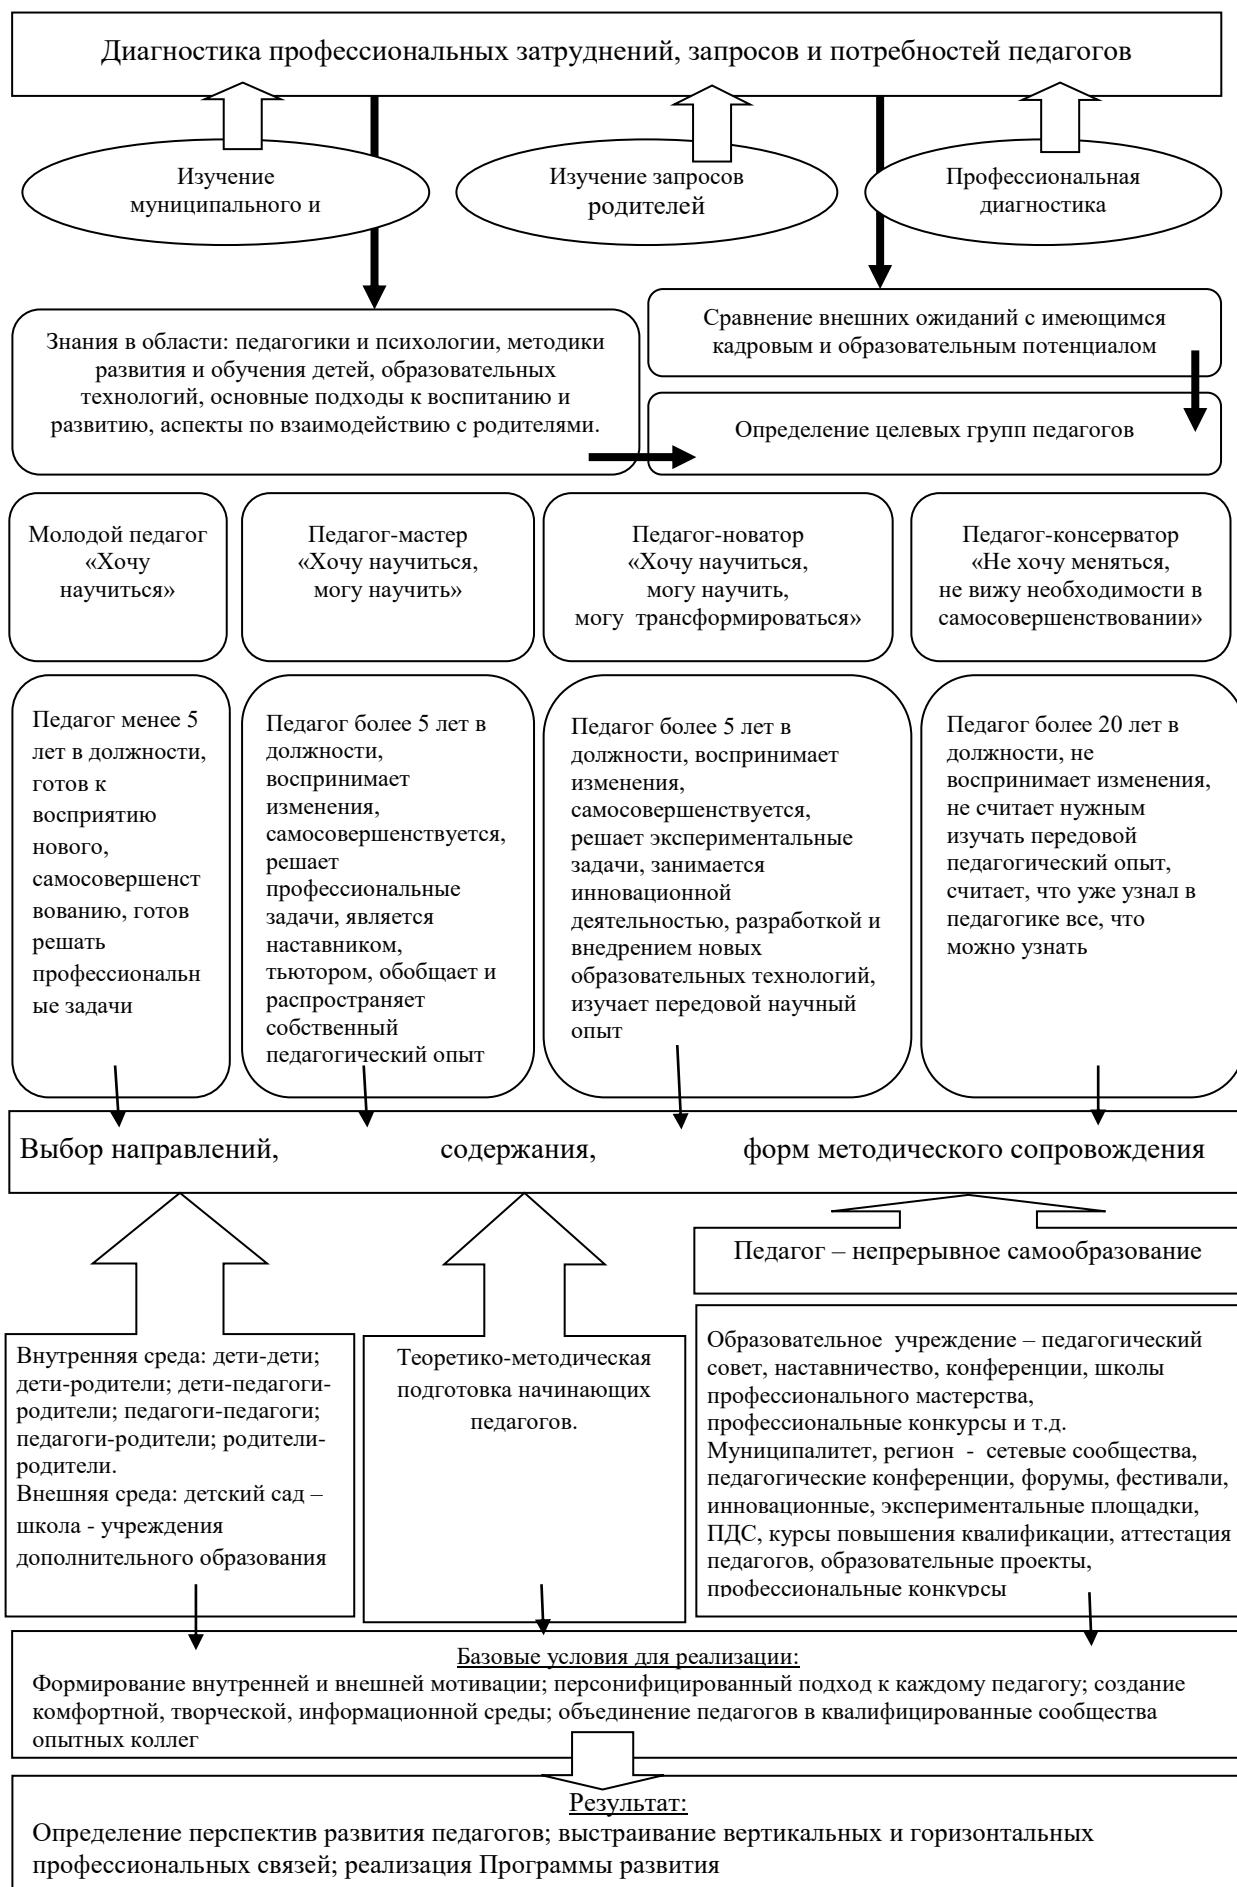 Диагностика профессиональных затруднений, запросов и потребностей педагогов
Изучение
муниципального и
Изучение запросов
родителей
Профессиональная
диагностика
Знания в области: педагогики и психологии, методики
развития и обучения детей, образовательных
технологий, основные подходы к воспитанию и
развитию, аспекты по взаимодействию с родителями.
Сравнение внешних ожиданий с имеющимся
кадровым и образовательным потенциалом
Определение целевых групп педагогов
Молодой педагог
«Хочу
научиться»
Педагог-мастер
«Хочу научиться,
могу научить»
Педагог-новатор
«Хочу научиться,
могу научить,
могу трансформироваться»
Педагог-консерватор
«Не хочу меняться,
не вижу необходимости в
самосовершенствовании»
Педагог менее 5
лет в должности,
готов к
восприятию
нового,
самосовершенст
вованию, готов
решать
профессиональн
ые задачи
Педагог более 5 лет в
должности,
воспринимает
изменения,
самосовершенствуется,
решает
профессиональные
задачи, является
наставником,
тьютором, обобщает и
распространяет
собственный
педагогический опыт
Педагог более 5 лет в
должности, воспринимает
изменения,
самосовершенствуется,
решает экспериментальные
задачи, занимается
инновационной
деятельностью, разработкой и
внедрением новых
образовательных технологий,
изучает передовой научный
опыт
Педагог более 20 лет в
должности, не
воспринимает изменения,
не считает нужным
изучать передовой
педагогический опыт,
считает, что уже узнал в
педагогике все, что
можно узнать
Выбор направлений, содержания, форм методического сопровождения
Педагог – непрерывное самообразование
Внутренняя среда: дети-дети;
дети-родители; дети-педагоги-
родители; педагоги-педагоги;
педагоги-родители; родители-
родители.
Внешняя среда: детский сад –
школа - учреждения
дополнительного образования
Теоретико-методическая
подготовка начинающих
педагогов.
Образовательное учреждение – педагогический
совет, наставничество, конференции, школы
профессионального мастерства,
профессиональные конкурсы и т.д.
Муниципалитет, регион - сетевые сообщества,
педагогические конференции, форумы, фестивали,
инновационные, экспериментальные площадки,
ПДС, курсы повышения квалификации, аттестация
педагогов, образовательные проекты,
профессиональные конкурсы
Базовые условия для реализации:
Формирование внутренней и внешней мотивации; персонифицированный подход к каждому педагогу; создание
комфортной, творческой, информационной среды; объединение педагогов в квалифицированные сообщества
опытных коллег
Результат:
Определение перспектив развития педагогов; выстраивание вертикальных и горизонтальных
профессиональных связей; реализация Программы развития